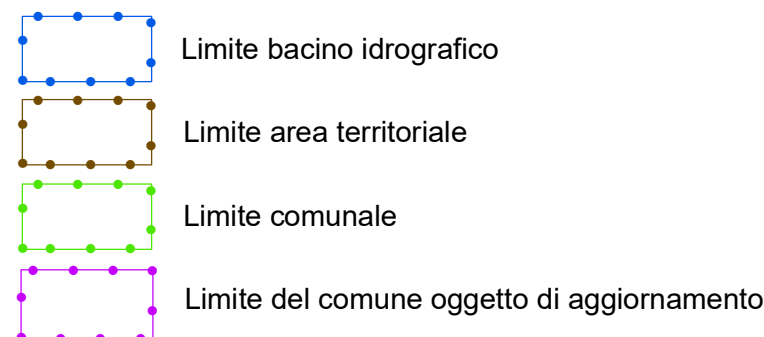 Limite bacino idrografico
Limite area territoriale
Limite comunale
Limite del comune oggetto di aggiornamento